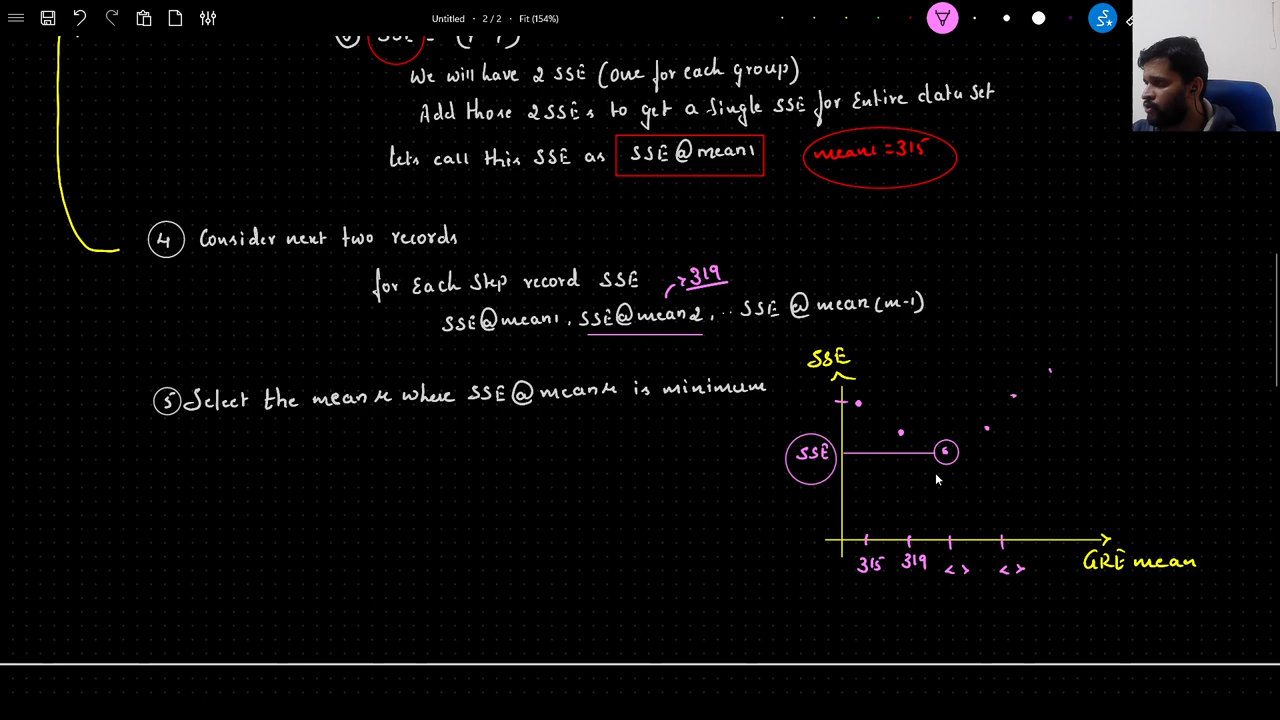 Untitled • 2 / 2 • Fit (154%)
We will have 2 SSE (one for each group)
Add those 2 SSEs to get a single SSE for Entire data set
Lets call this SSE as SSE@mean1 mean1 = 315
4 Consider next two records
for Each Step record SSE 319
SSE@mean1, SSE@mean2, .. SSE @ mean(m-1)
SSE
5 Select the mean x where SSE@mean x is minimum
SSE
315 319 < > < >
GRE mean